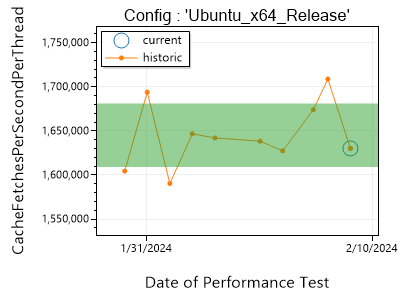 Config : 'Ubuntu_x64_Release'
CacheFetchesPerSecondPerThread
1,750,000
1,700,000
1,650,000
1,600,000
1,550,000
current
historic
1/31/2024
2/10/2024
Date of Performance Test